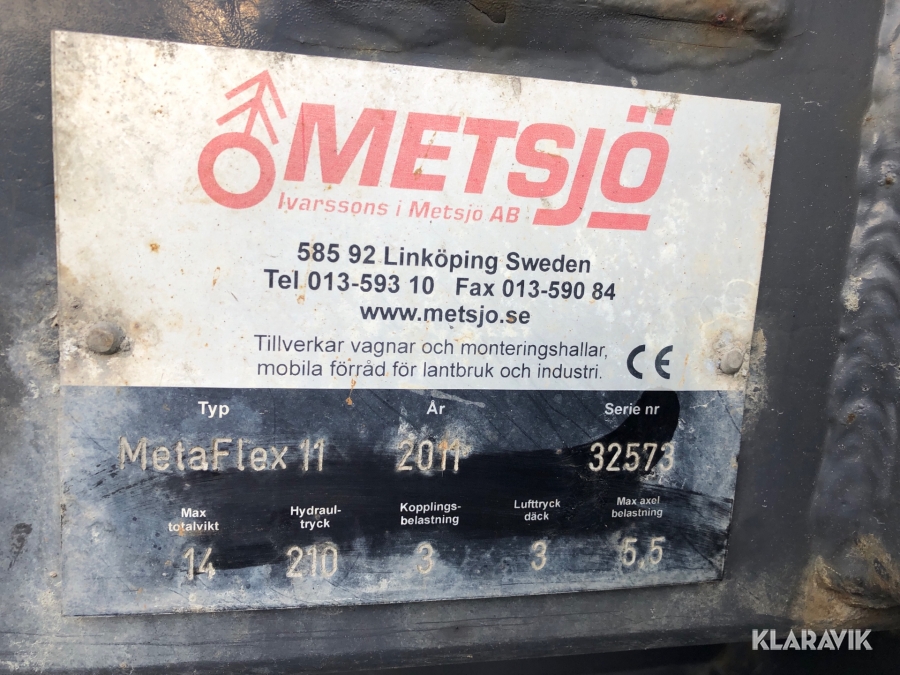 METSJÖ
Ivarssons i Metsjö AB
585 92 Linköping Sweden
Tel 013-593 10 Fax 013-590 84
www.metsjo.se
Tillverkar vagnar och monteringshallar,
mobila förråd för lantbruk och industri.
CE
Typ År Serie nr
MetaFlex 11 2011 32573
Max totalvikt Hydraul-tryck Kopplings-belastning Lufttryck däck Max axel belastning
14 210 3 3 5,5
KLARAVIK